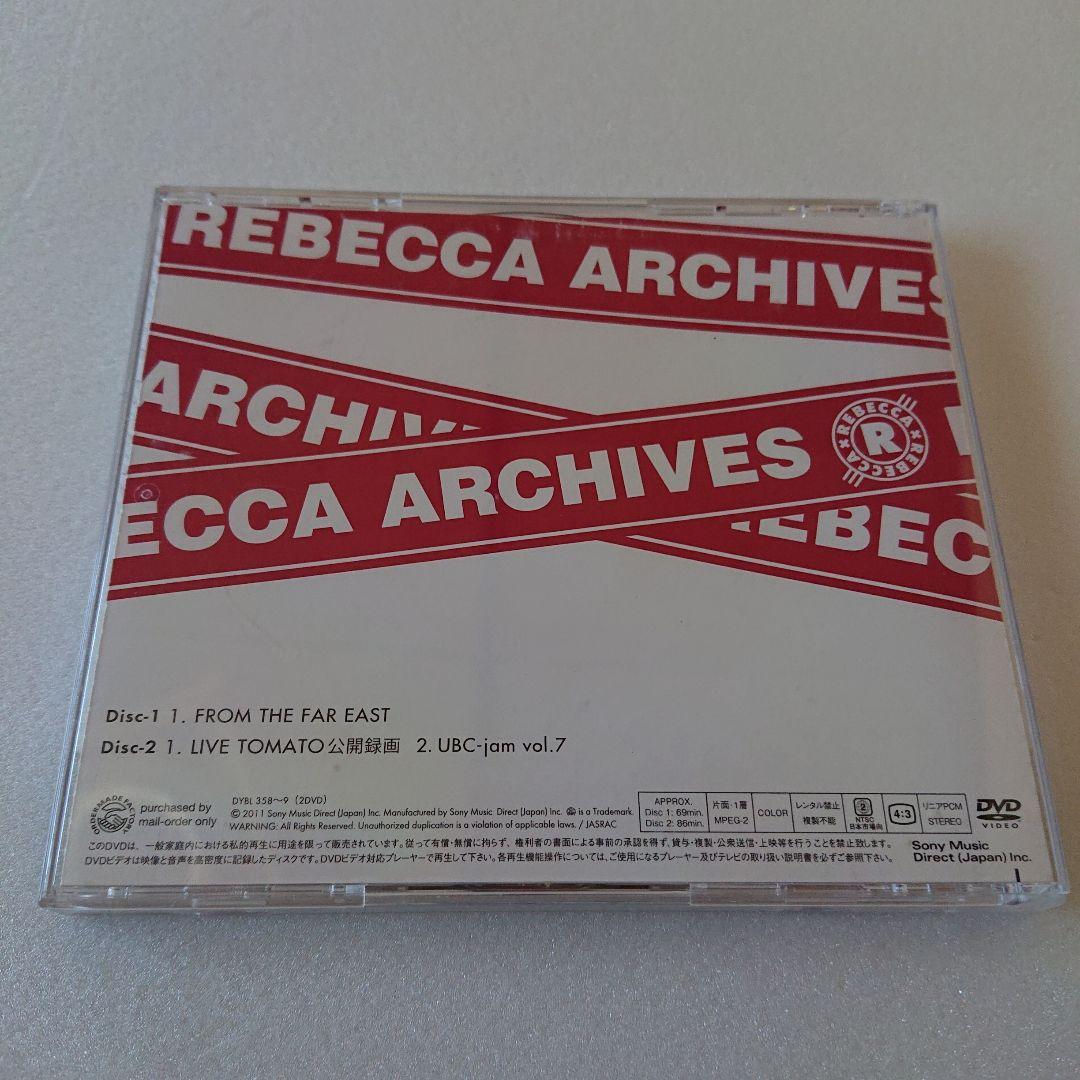 REBECCA ARCHIVES
ARCHIV
ECCA ARCHIVES
REBECCA × REBECCA ×
R
EBEC
Disc-1 1. FROM THE FAR EAST
Disc-2 1. LIVE TOMATO公開録画 2. UBC-jam vol.7
ORDERMADE FACTORY
purchased by
mail-order only
DYBL 358~9 (2DVD)
Ⓒ 2011 Sony Music Direct (Japan) Inc. Manufactured by Sony Music Direct (Japan) Inc. is a Trademark.
WARNING: All Rights Reserved. Unauthorized duplication is a violation of applicable laws. / JASRAC
APPROX.
Disc 1: 69min.
Disc 2: 86min.
片面・1層
MPEG-2
COLOR
レンタル禁止
複製不能
2
NTSC
日本市場向
4:3
リニアPCM
STEREO
DVD
VIDEO
このDVDは、一般家庭内における私的再生に用途を限って販売されています。従って有償・無償に拘らず、権利者の書面による事前の承認を得ず、貸与・複製・公衆送信・上映等を行うことを禁止致します。
DVDビデオは映像と音声を高密度に記録したディスクです。DVDビデオ対応プレーヤーで再生して下さい。各再生機能操作については、ご使用になるプレーヤー及びテレビの取り扱い説明書を必ずご参照下さい。
Sony Music
Direct (Japan) Inc.